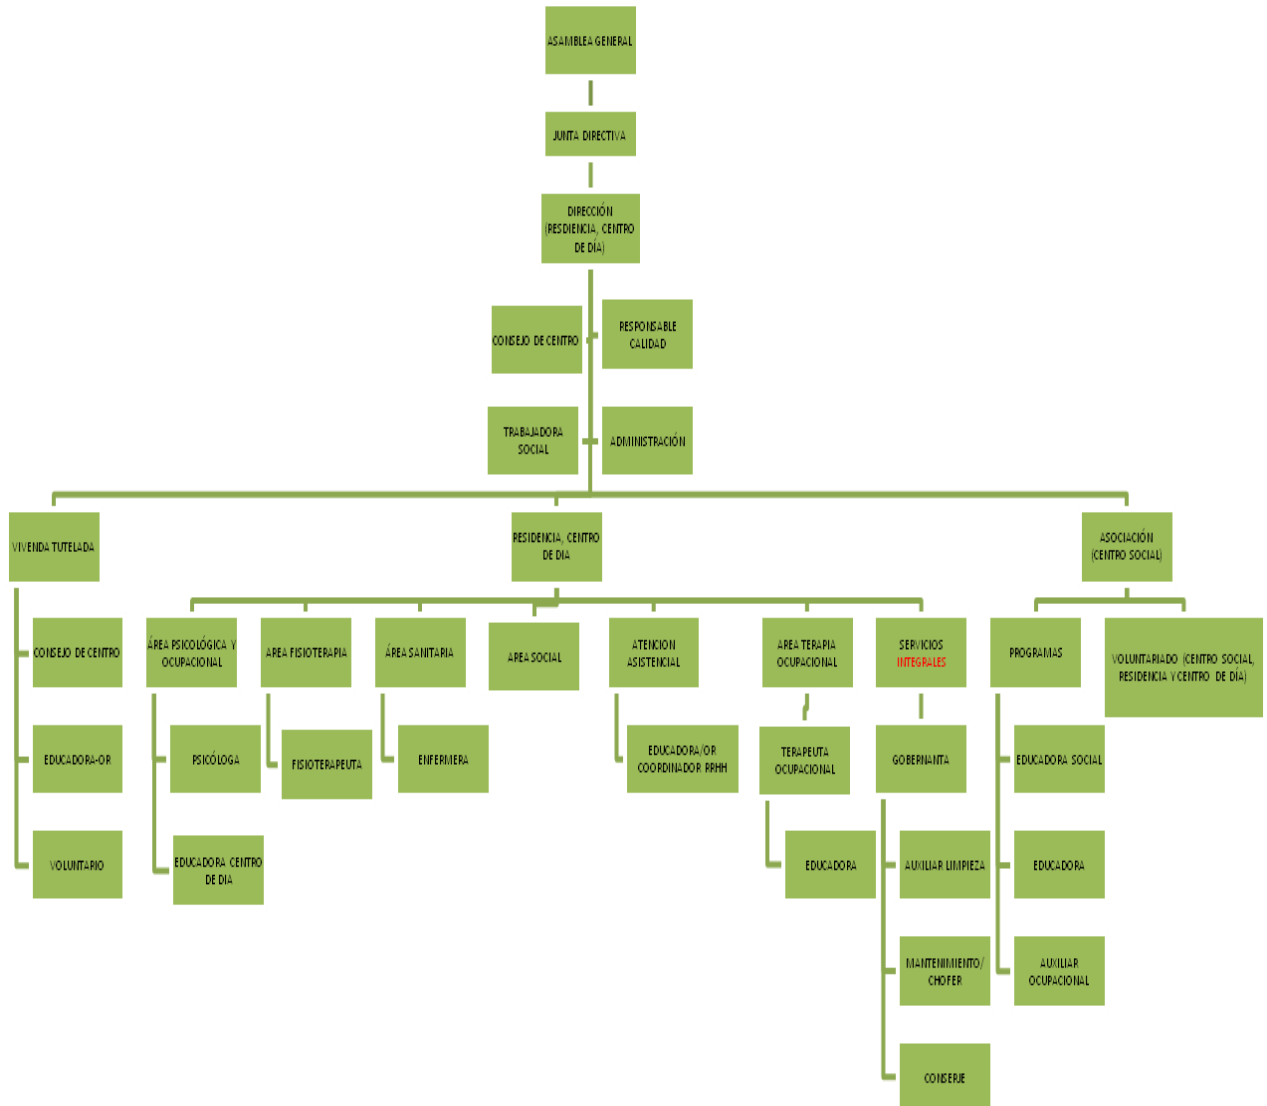 ASAMBLEA GENERAL
JUNTA DIRECTIVA
DIRECCIÓN
(RESDIENCIA, CENTRO
DE DÍA)
CONSEJO DE CENTRO
RESPONSABLE
CALIDAD
TRABAJADORA
SOCIAL
ADMINISTRACIÓN
VIVENDA TUTELADA
RESIDENCIA, CENTRO
DE DIA
ASOCIACIÓN
(CENTRO SOCIAL)
CONSEJO DE CENTRO
EDUCADORA-OR
VOLUNTARIO
ÁREA PSICOLÓGICA Y
OCUPACIONAL
PSICÓLOGA
EDUCADORA CENTRO
DE DIA
AREA FISIOTERAPIA
FISIOTERAPEUTA
ÁREA SANITARIA
ENFERMERA
AREA SOCIAL
ATENCION
ASISTENCIAL
EDUCADORA/OR
COORDINADOR RRHH
AREA TERAPIA
OCUPACIONAL
TERAPEUTA
OCUPACIONAL
EDUCADORA
SERVICIOS
INTEGRALES
GOBERNANTA
AUXILIAR LIMPIEZA
MANTENIMIENTO/
CHOFER
CONSERJE
PROGRAMAS
EDUCADORA SOCIAL
EDUCADORA
AUXILIAR
OCUPACIONAL
VOLUNTARIADO (CENTRO SOCIAL,
RESIDENCIA Y CENTRO DE DÍA)